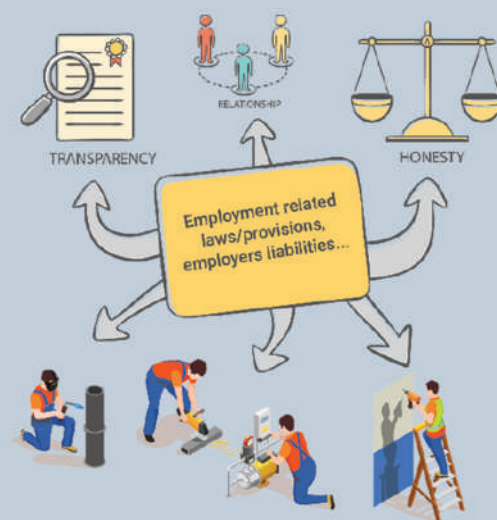 RELATIONSHIP
TRANSPARENCY
HONESTY
Employment related
laws/provisions,
employers liabilities...